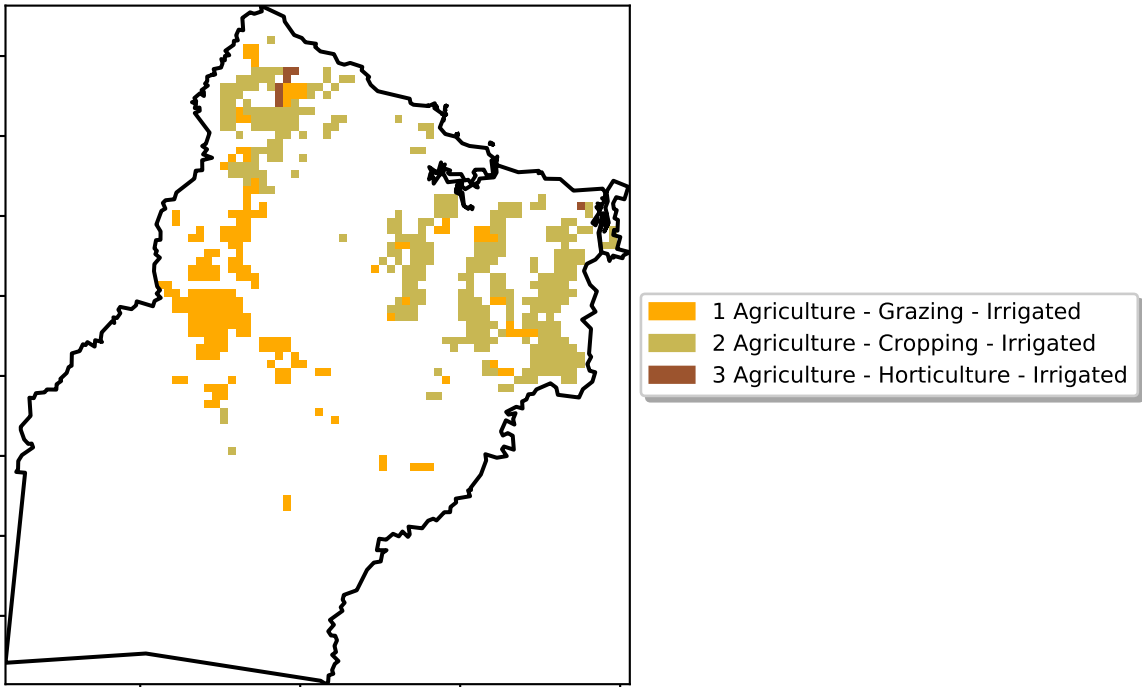 1 Agriculture - Grazing - Irrigated
2 Agriculture - Cropping - Irrigated
3 Agriculture - Horticulture - Irrigated